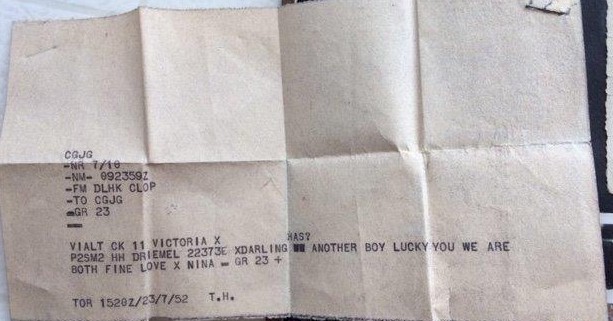 CGJG
-NR 7/18
-NM- 092359Z
-FM DLHK CLOP
-TO CGJG
-GR 23
VIALT CK 11 VICTORIA X
P2SM2 HH DRIEMEL 22373E XDARLING HAS? ANOTHER BOY LUCKY YOU WE ARE
BOTH FINE LOVE X NINA - GR 23 +
TOR 1520Z/23/7/52 T.H.